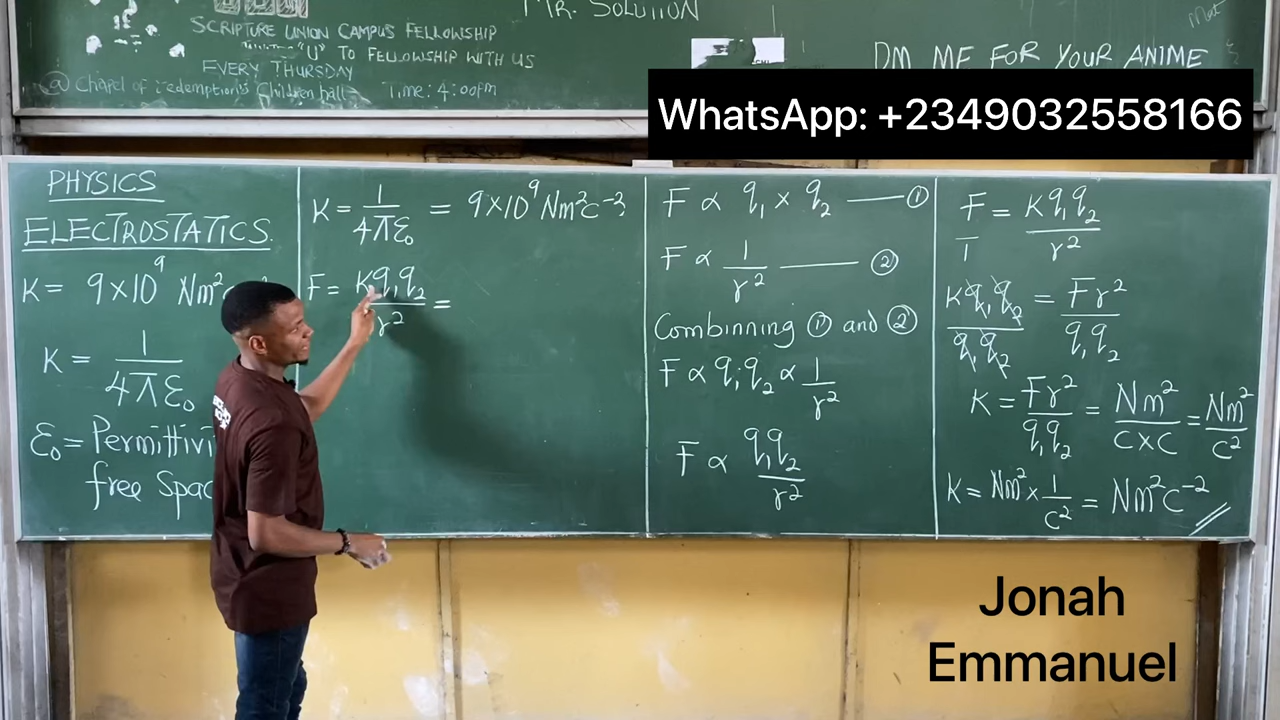 MR. SOLUTION
SCRIPTURE UNION CAMPUS FELLOWSHIP
"U" TO FELLOWSHIP WITH US
EVERY THURSDAY
@ Chapel of redemption's Children hall Time: 4:00pm
DM ME FOR YOUR ANIME
WhatsApp: +2349032558166
PHYSICS
ELECTROSTATICS
K = 9×10⁹ Nm²
K = 1/4πε₀
ε₀ = Permittivi
free Spac
K = 1/4πε₀ = 9×10⁹ Nm²c⁻²
F = Kq₁q₂/r² =
F ∝ q₁ × q₂ —— ①
F ∝ 1/r² —— ②
Combinning ① and ②
F ∝ q₁q₂ ∝ 1/r²
F ∝ q₁q₂/r²
F/1 = Kq₁q₂/r²
Kq₁q₂/q₁q₂ = Fr²/q₁q₂
K = Fr²/q₁q₂ = Nm²/C×C = Nm²/C²
K = Nm² × 1/C² = Nm²C⁻²
Jonah
Emmanuel